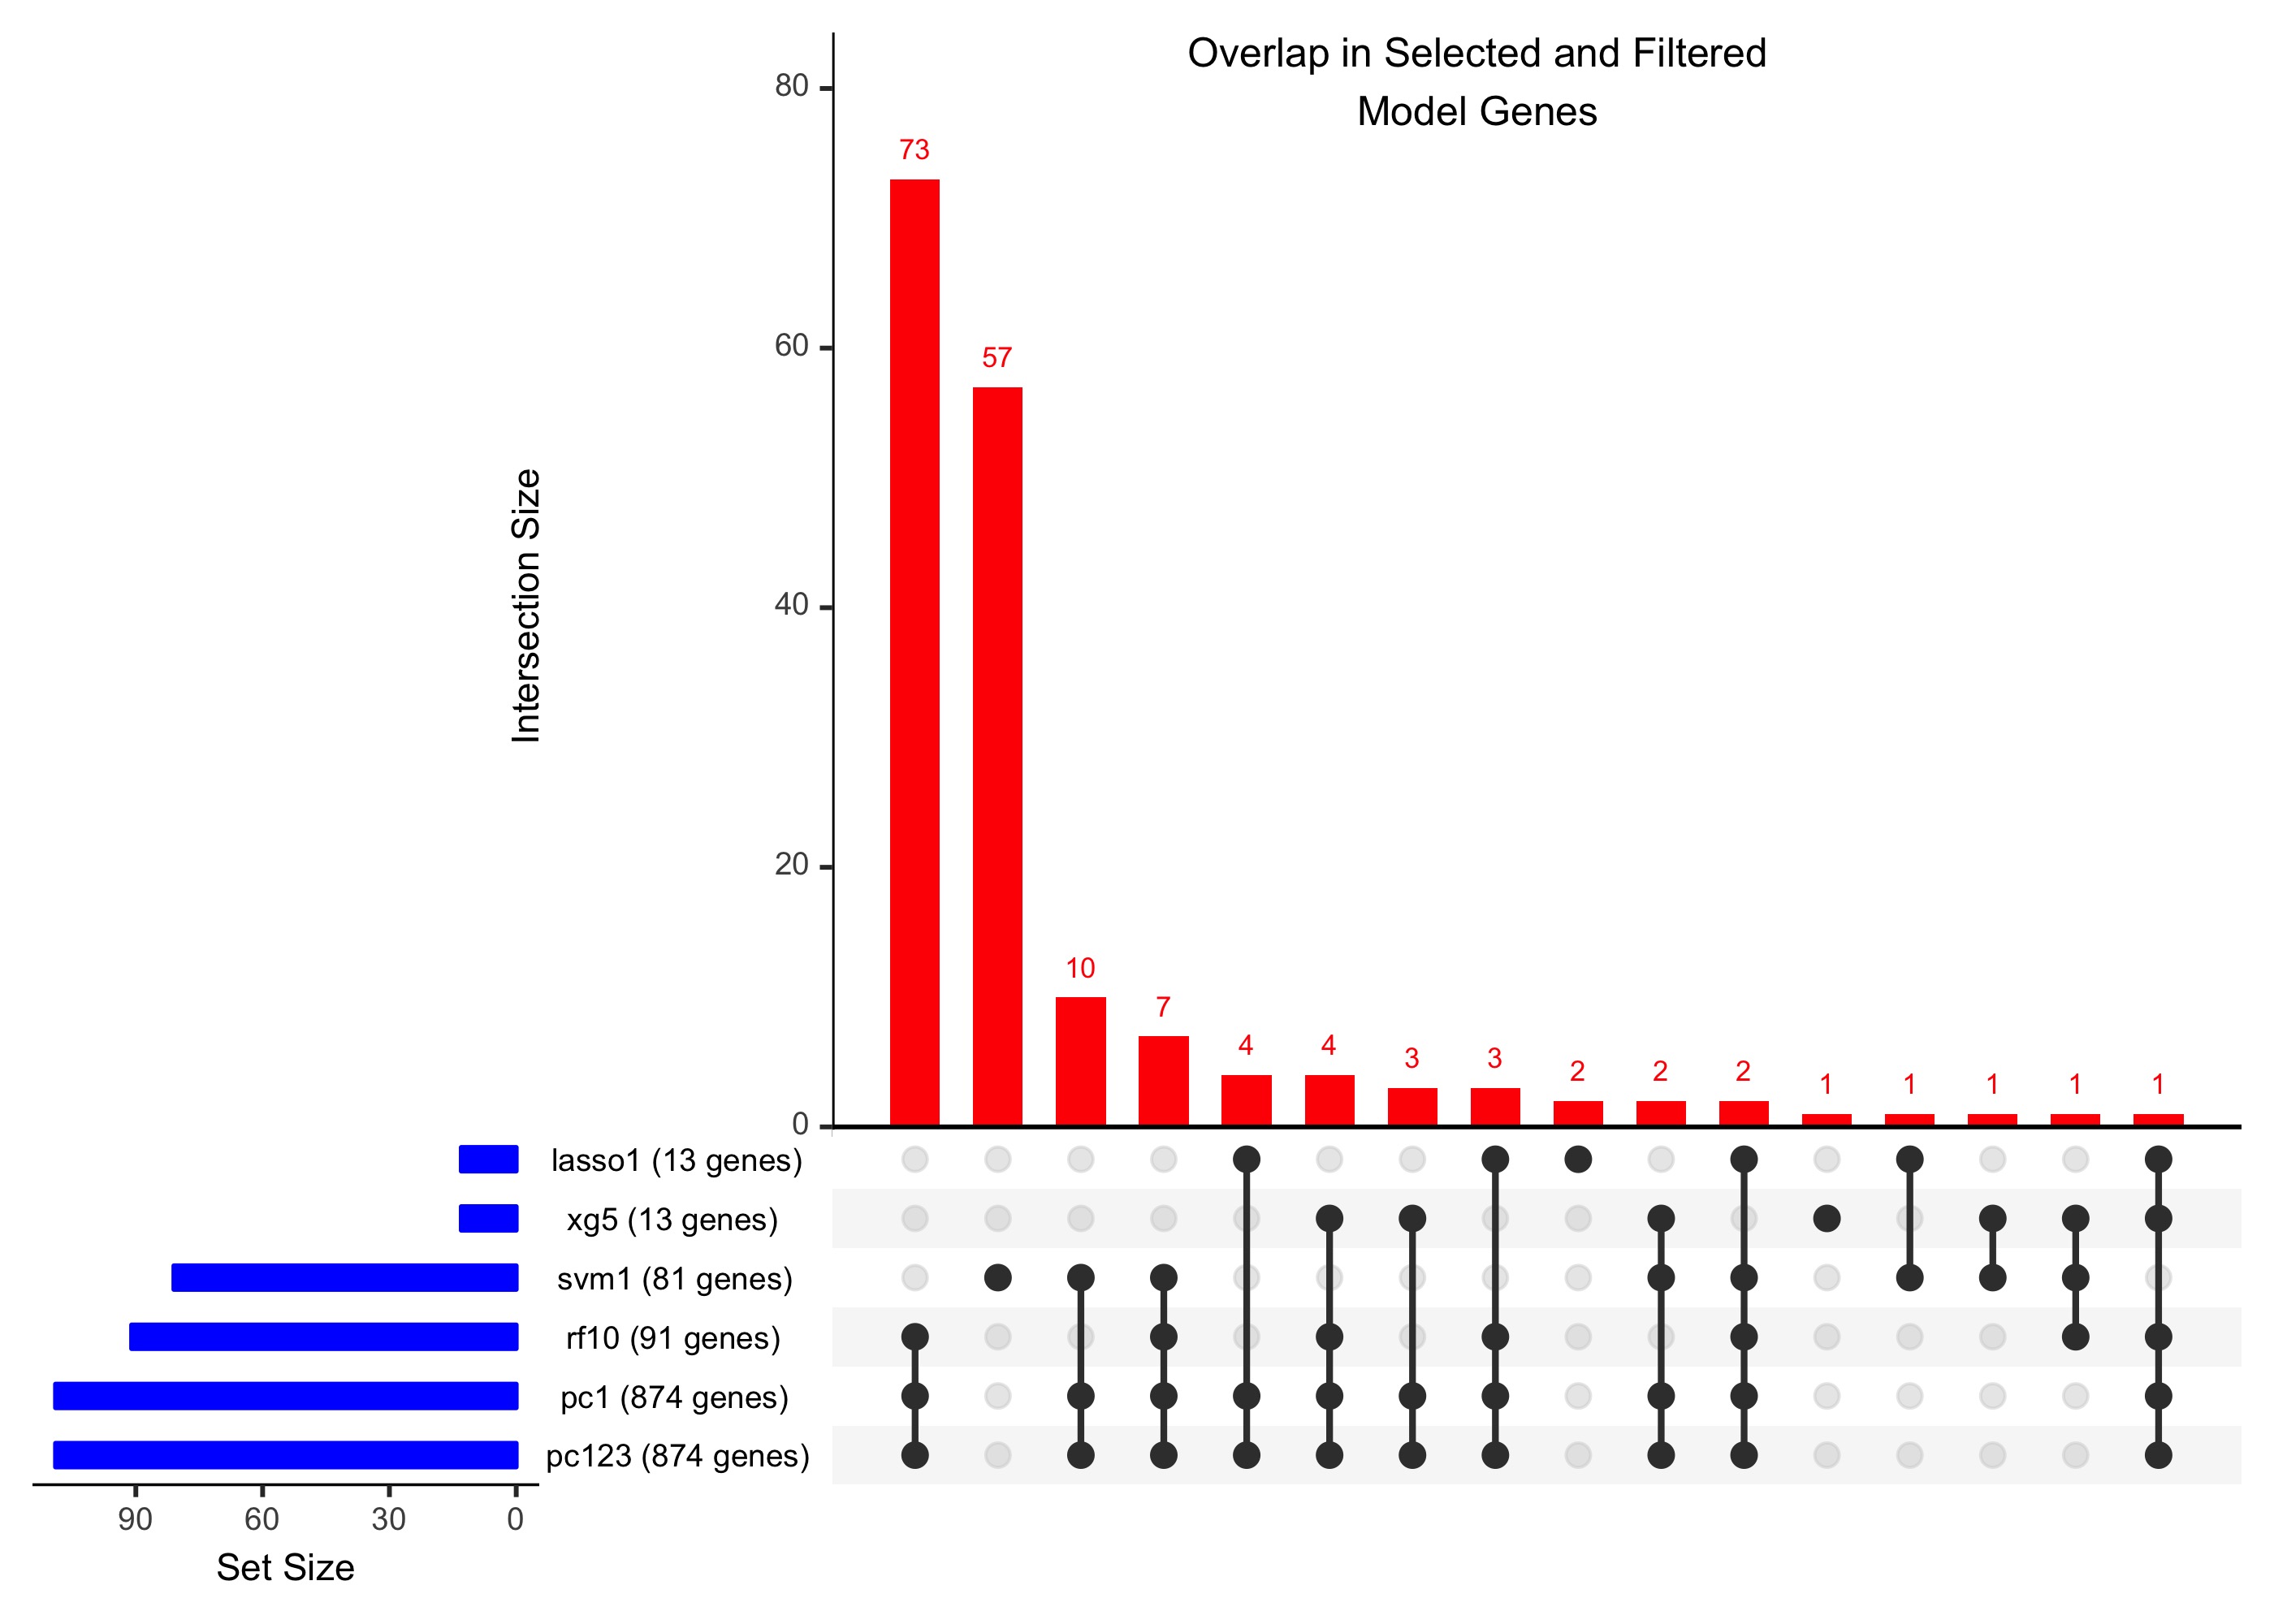 Overlap in Selected and Filtered
Model Genes
Intersection Size
80
60
40
20
0
73
57
10
7
4
4
3
3
2
2
2
1
1
1
1
1
lasso1 (13 genes)
xg5 (13 genes)
svm1 (81 genes)
rf10 (91 genes)
pc1 (874 genes)
pc123 (874 genes)
90 60 30 0
Set Size